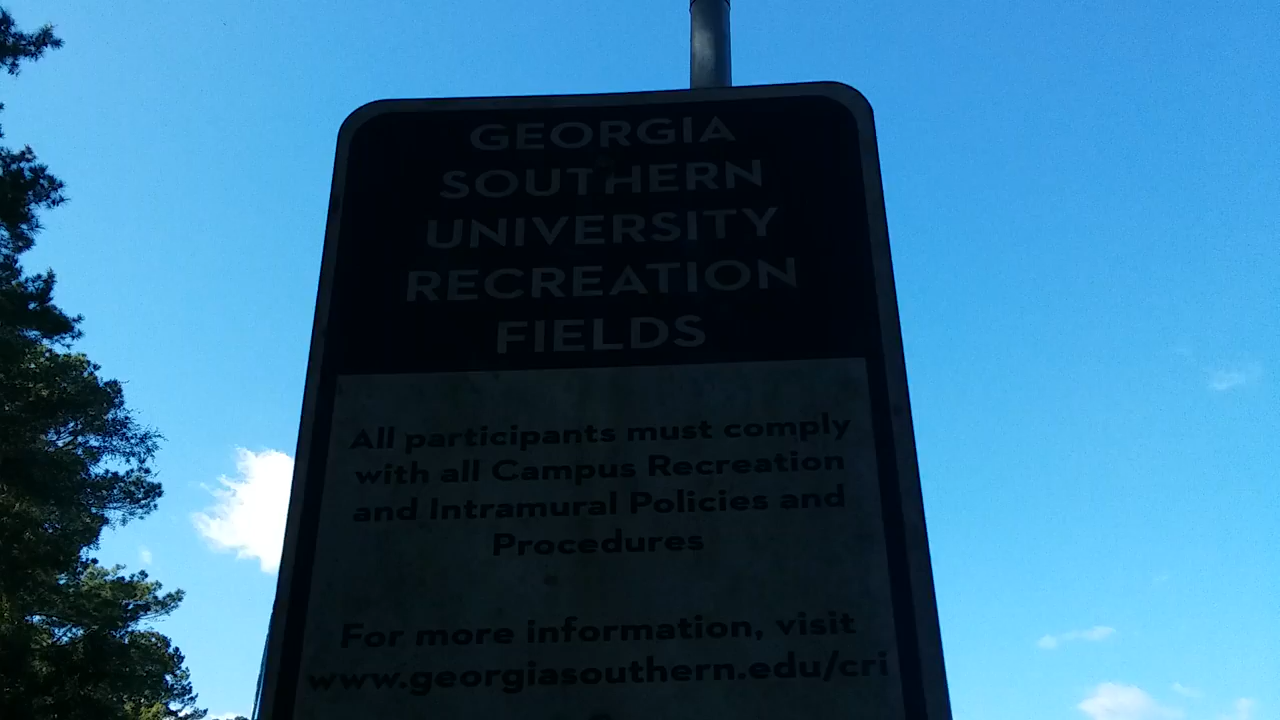 GEORGIA
SOUTHERN
UNIVERSITY
RECREATION
FIELDS
All participants must comply
with all Campus Recreation
and Intramural Policies and
Procedures
For more information, visit
www.georgiasouthern.edu/cri